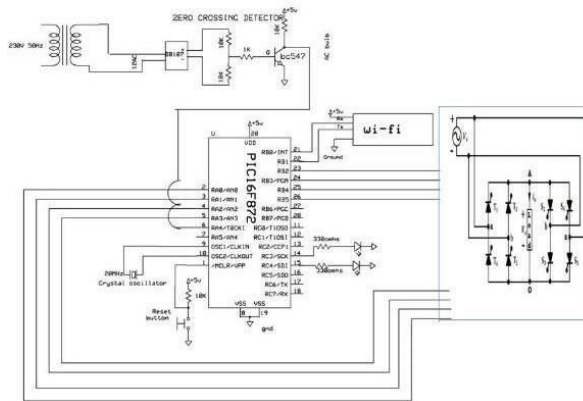 ZERO CROSSING DETECTOR
230V 50Hz
12VAC
DB107
10K
10K
1K
10K
+5v
bc547
AC bulb
+5v
Rx
Tx
Ground
wi-fi
U
+5v
20
VDD
PIC16F872
2 RA0/AN0
3 RA1/AN1
4 RA2/AN2
5 RA3/AN3
6 RA4/T0CKI
7 RA5/AN4
9 OSC1/CLKIN
10 OSC2/CLKOUT
1 /MCLR/VPP
RB0/INT 21
RB1 22
RB2 23
RB3/PGM 24
RB4 25
RB5 26
RB6/PGC 27
RB7/PGD 28
RC0/T1OSO 11
RC1/T1OSI 12
RC2/CCP1 13
RC3/SCK 14
RC4/SDI 15
RC5/SDO 16
RC6/TX 17
RC7/RX 18
VSS VSS
8 19
gnd
330ohms
330ohms
20MHz
Crystal oscillator
+5v
10K
Reset button